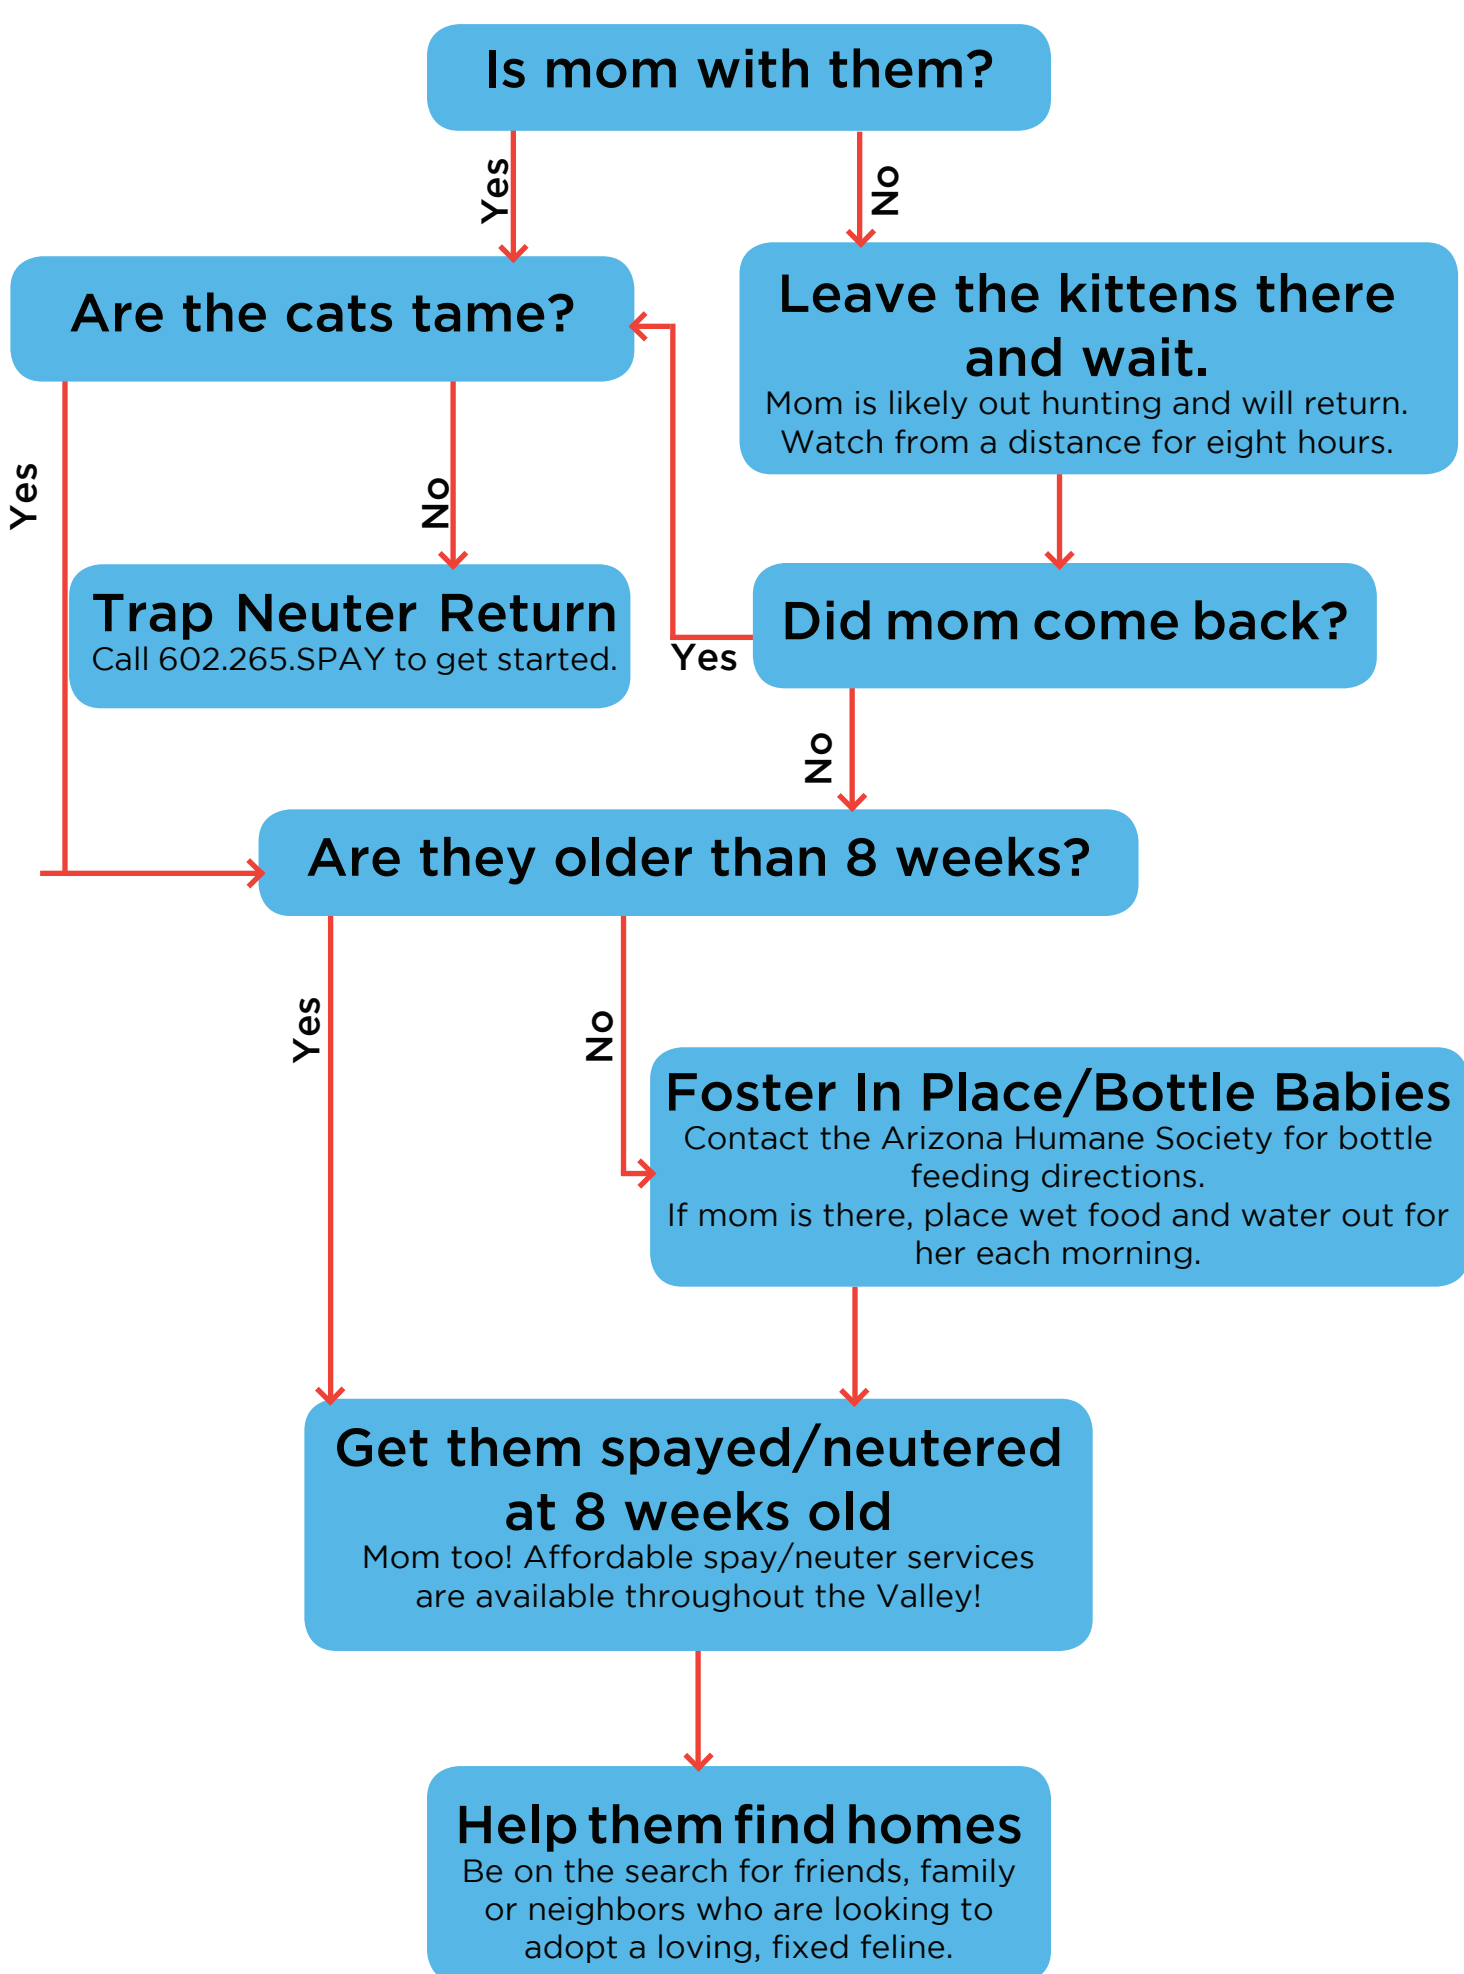 Is mom with them?
Yes
No
Are the cats tame?
Leave the kittens there
and wait.
Mom is likely out hunting and will return.
Watch from a distance for eight hours.
Yes
No
Trap Neuter Return
Call 602.265.SPAY to get started.
Did mom come back?
Yes
No
Are they older than 8 weeks?
Yes
No
Foster In Place/Bottle Babies
Contact the Arizona Humane Society for bottle
feeding directions.
If mom is there, place wet food and water out for
her each morning.
Get them spayed/neutered
at 8 weeks old
Mom too! Affordable spay/neuter services
are available throughout the Valley!
Help them find homes
Be on the search for friends, family
or neighbors who are looking to
adopt a loving, fixed feline.